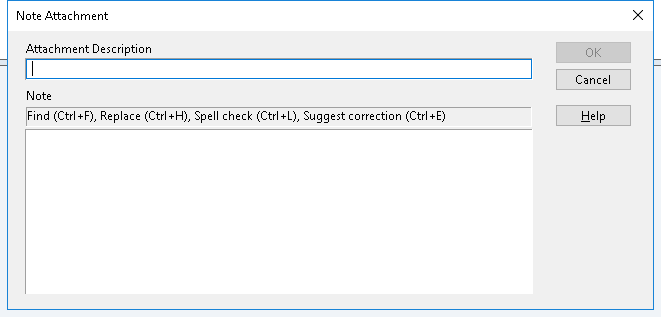 Note Attachment
Attachment Description
OK
Cancel
Note
Help
Find (Ctrl+F), Replace (Ctrl+H), Spell check (Ctrl+L), Suggest correction (Ctrl+E)